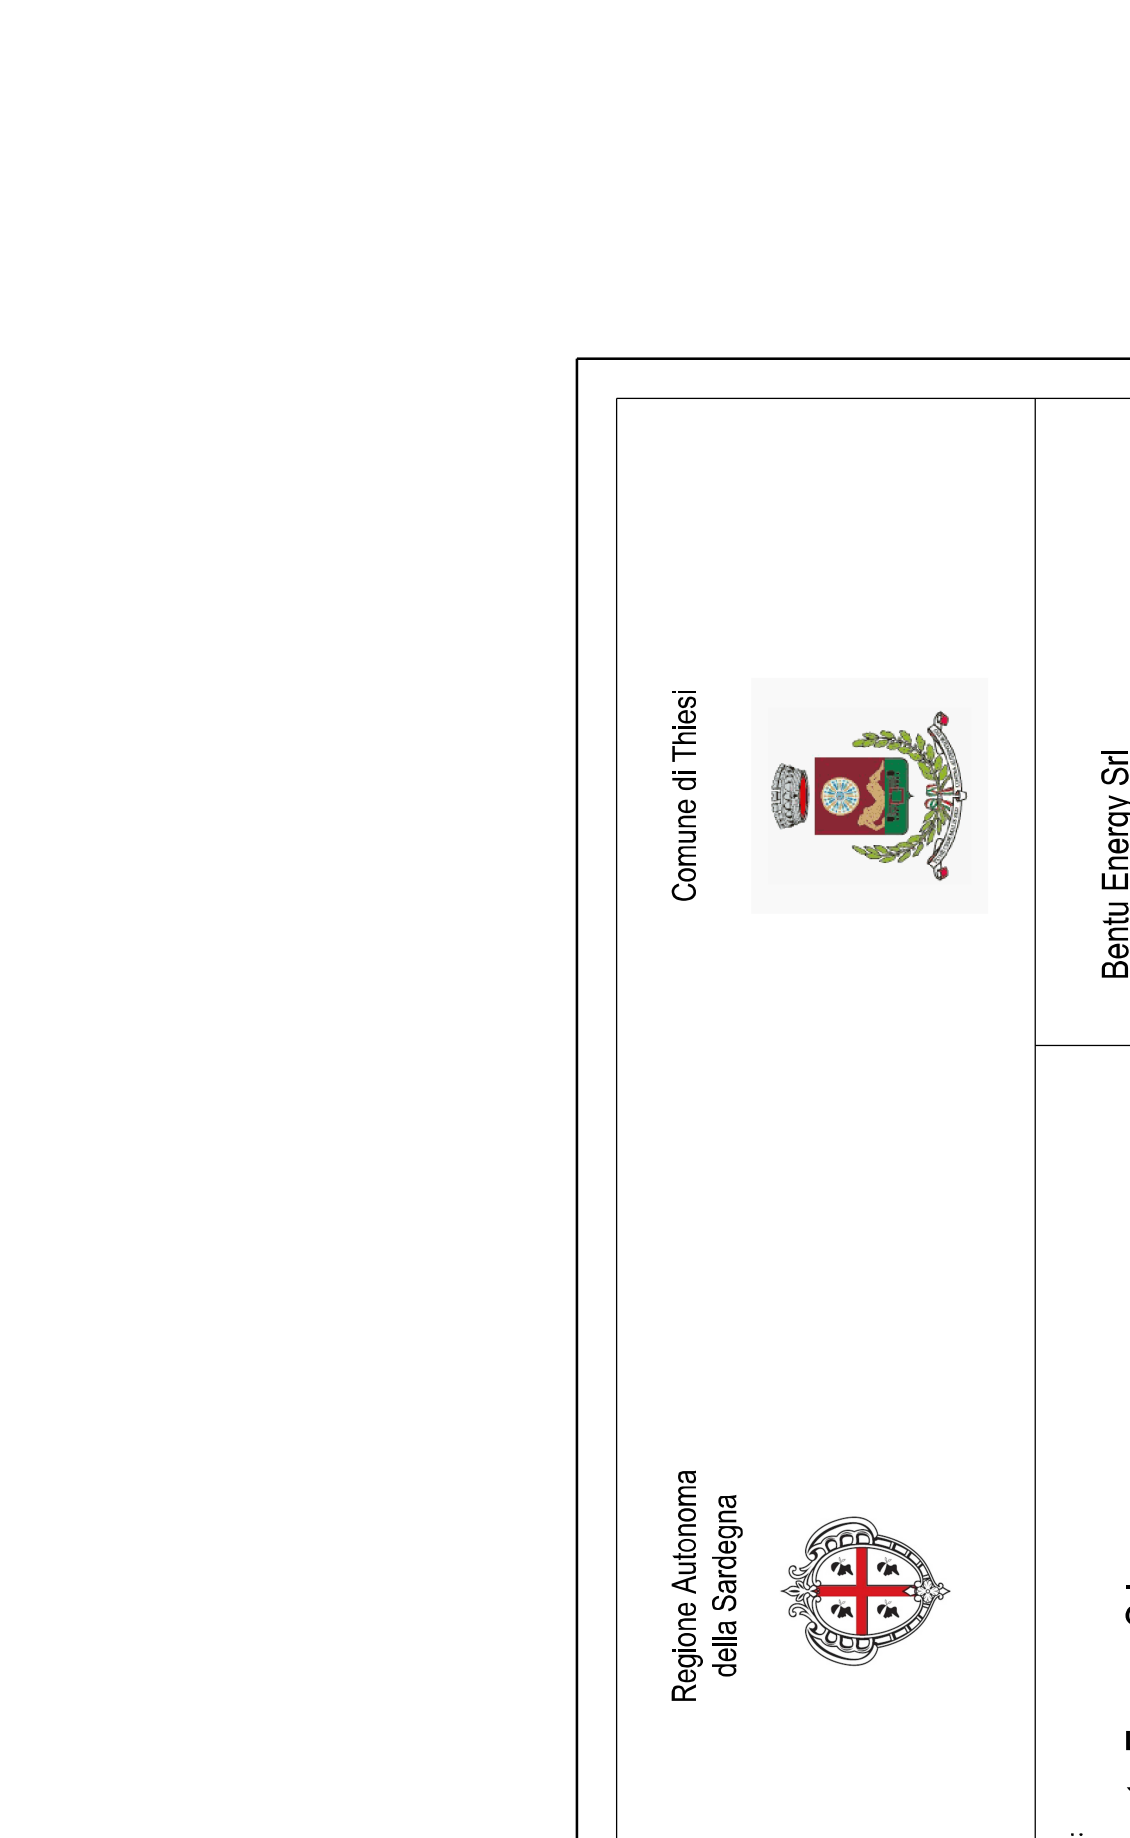 Regione Autonoma
della Sardegna
Comune di Thiesi
Bentu Energy Srl